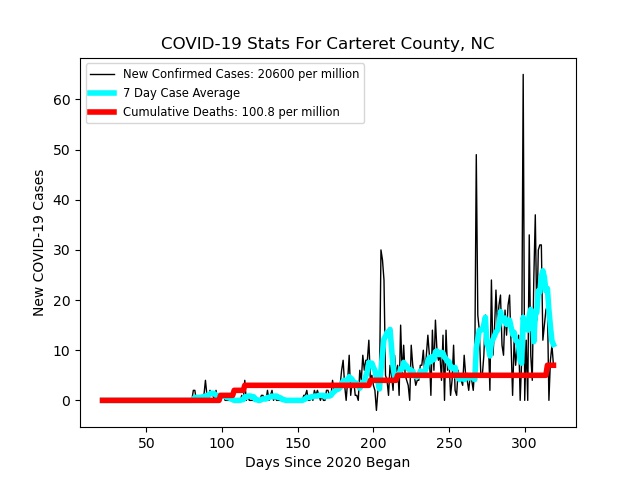 COVID-19 Stats For Carteret County, NC
New Confirmed Cases: 20600 per million
7 Day Case Average
Cumulative Deaths: 100.8 per million
New COVID-19 Cases
60
50
40
30
20
10
0
50 100 150 200 250 300
Days Since 2020 Began